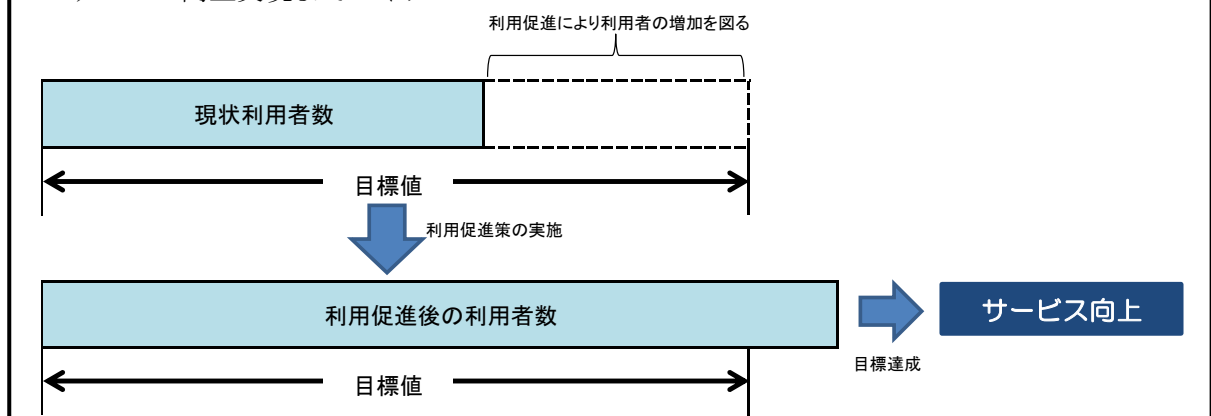 利用促進により利用者の増加を図る
現状利用者数
目標値
利用促進策の実施
利用促進後の利用者数
サービス向上
目標達成
目標値